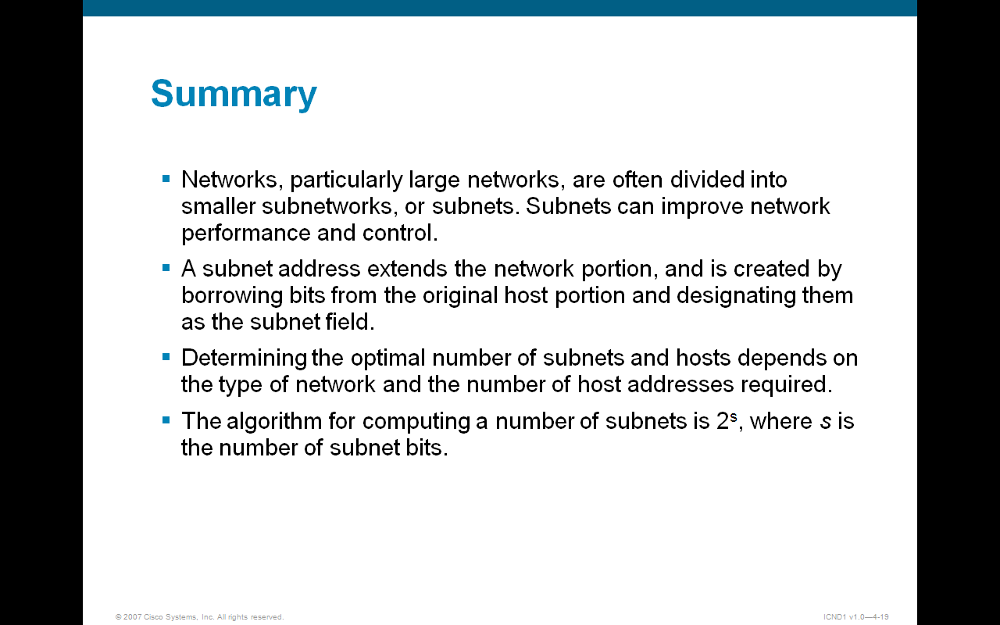 Summary
Networks, particularly large networks, are often divided into
smaller subnetworks, or subnets. Subnets can improve network
performance and control.
A subnet address extends the network portion, and is created by
borrowing bits from the original host portion and designating them
as the subnet field.
Determining the optimal number of subnets and hosts depends on
the type of network and the number of host addresses required.
The algorithm for computing a number of subnets is 2ˢ, where s is
the number of subnet bits.
© 2007 Cisco Systems, Inc. All rights reserved.
ICND1 v1.0—4-19